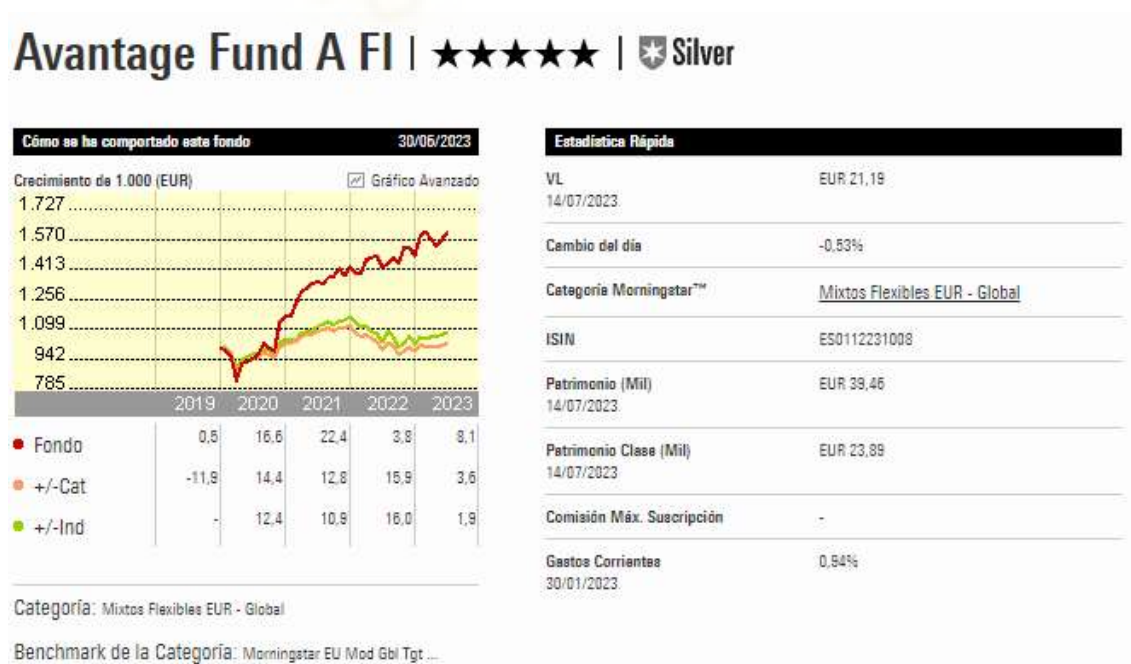 Avantage Fund A FI | ★★★★★ | Silver
Cómo se ha comportado este fondo 30/06/2023
Crecimiento de 1.000 (EUR) Gráfico Avanzado
1.727
1.570
1.413
1.256
1.099
942
785
2019 2020 2021 2022 2023
Fondo 0,5 16,6 22,4 3,8 8,1
+/-Cat -11,9 14,4 12,8 15,9 3,6
+/-Ind - 12,4 10,9 16,0 1,9
Categoría: Mixtos Flexibles EUR - Global
Benchmark de la Categoría: Morningstar EU Mod Gbl Tgt ...
Estadística Rápida
VL EUR 21,19
14/07/2023
Cambio del día -0,53%
Categoría Morningstar™ Mixtos Flexibles EUR - Global
ISIN ES0112231008
Patrimonio (Mil) EUR 39,46
14/07/2023
Patrimonio Clase (Mil) EUR 23,89
14/07/2023
Comisión Máx. Suscripción -
Gastos Corrientes 0,94%
30/01/2023